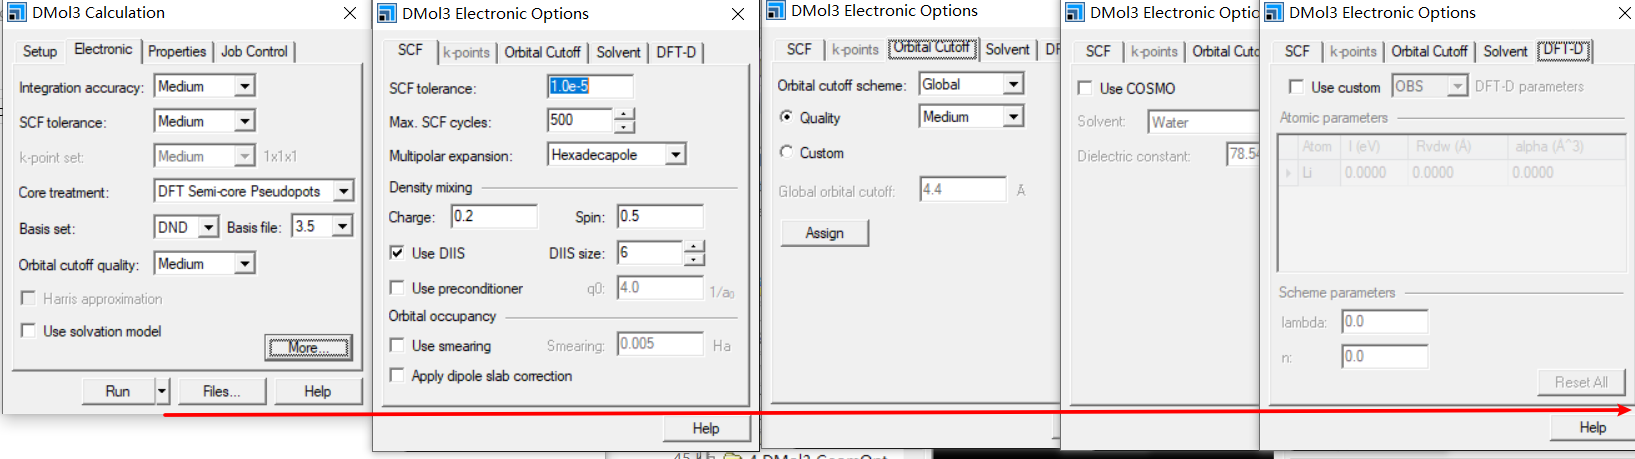 DMol3 Calculation
Setup Electronic Properties Job Control
Integration accuracy: Medium
SCF tolerance: Medium
k-point set: Medium 1x1x1
Core treatment: DFT Semi-core Pseudopots
Basis set: DND Basis file: 3.5
Orbital cutoff quality: Medium
Harris approximation
Use solvation model
More...
Run Files... Help
DMol3 Electronic Options
SCF k-points Orbital Cutoff Solvent DFT-D
SCF tolerance: 1.0e-5
Max. SCF cycles: 500
Multipolar expansion: Hexadecapole
Density mixing
Charge: 0.2 Spin: 0.5
Use DIIS DIIS size: 6
Use preconditioner q0: 4.0 1/a0
Orbital occupancy
Use smearing Smearing: 0.005 Ha
Apply dipole slab correction
Help
DMol3 Electronic Options
SCF k-points Orbital Cutoff Solvent DF
Orbital cutoff scheme: Global
Quality Medium
Custom
Global orbital cutoff: 4.4 Å
Assign
DMol3 Electronic Optio
SCF k-points Orbital Cuto
Use COSMO
Solvent: Water
Dielectric constant: 78.54
DMol3 Electronic Options
SCF k-points Orbital Cutoff Solvent DFT-D
Use custom OBS DFT-D parameters
Atomic parameters
Atom I (eV) Rvdw (Å) alpha (Å^3)
Li 0.0000 0.0000 0.0000
Scheme parameters
lambda: 0.0
n: 0.0
Reset All
Help